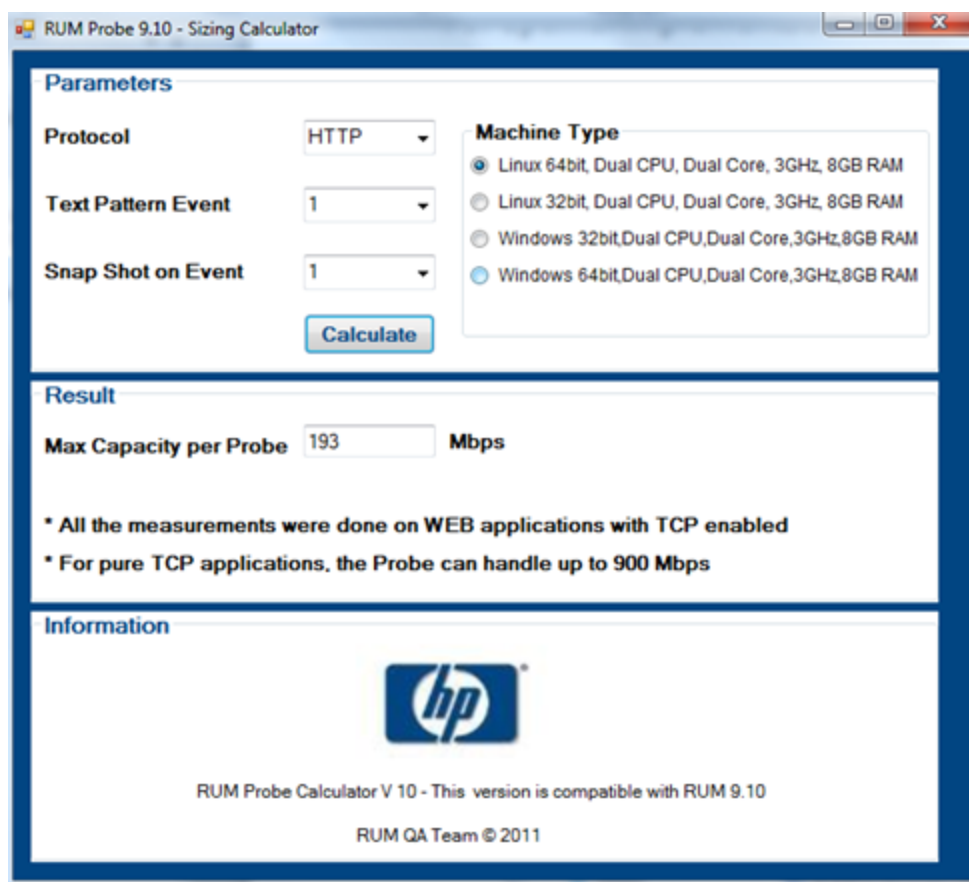 RUM Probe 9.10 - Sizing Calculator
Parameters
Protocol
HTTP
Text Pattern Event
1
Snap Shot on Event
1
Calculate
Machine Type
Linux 64bit, Dual CPU, Dual Core, 3GHz, 8GB RAM
Linux 32bit, Dual CPU, Dual Core, 3GHz, 8GB RAM
Windows 32bit,Dual CPU,Dual Core,3GHz,8GB RAM
Windows 64bit,Dual CPU,Dual Core,3GHz,8GB RAM
Result
Max Capacity per Probe 193 Mbps
* All the measurements were done on WEB applications with TCP enabled
* For pure TCP applications, the Probe can handle up to 900 Mbps
Information
hp
RUM Probe Calculator V 10 - This version is compatible with RUM 9.10
RUM QA Team © 2011